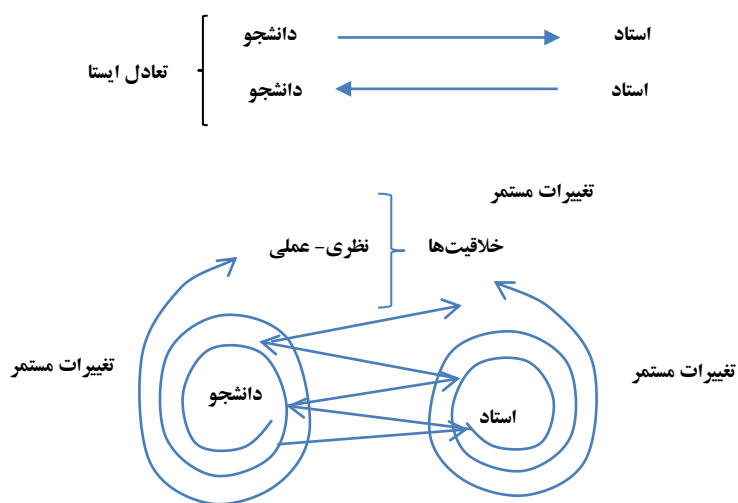 استاد دانشجو
تعادل ایستا
استاد دانشجو
تغییرات مستمر
خلاقیت‌ها نظری- عملی
تغییرات مستمر تغییرات مستمر
دانشجو
استاد